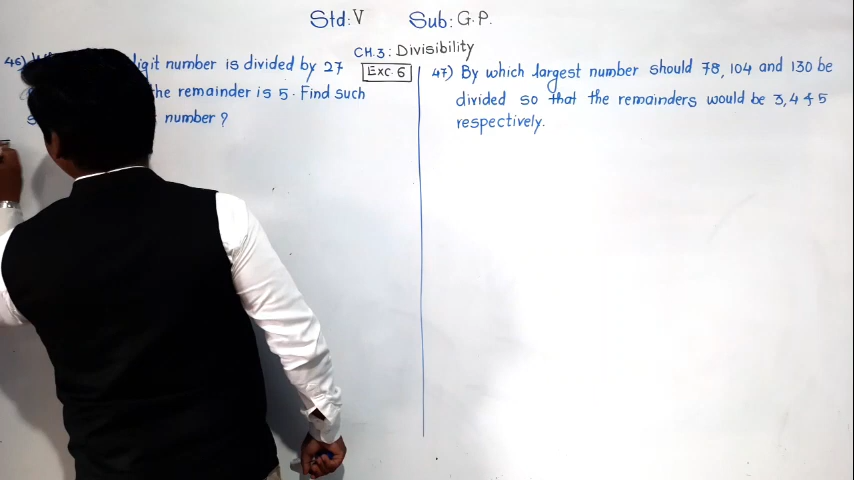 Std: V Sub: G.P.
CH.3: Divisibility
Exc. 6
46) digit number is divided by 27
the remainder is 5. Find such
number ?
47) By which largest number should 78, 104 and 130 be
divided so that the remainders would be 3, 4 & 5
respectively.